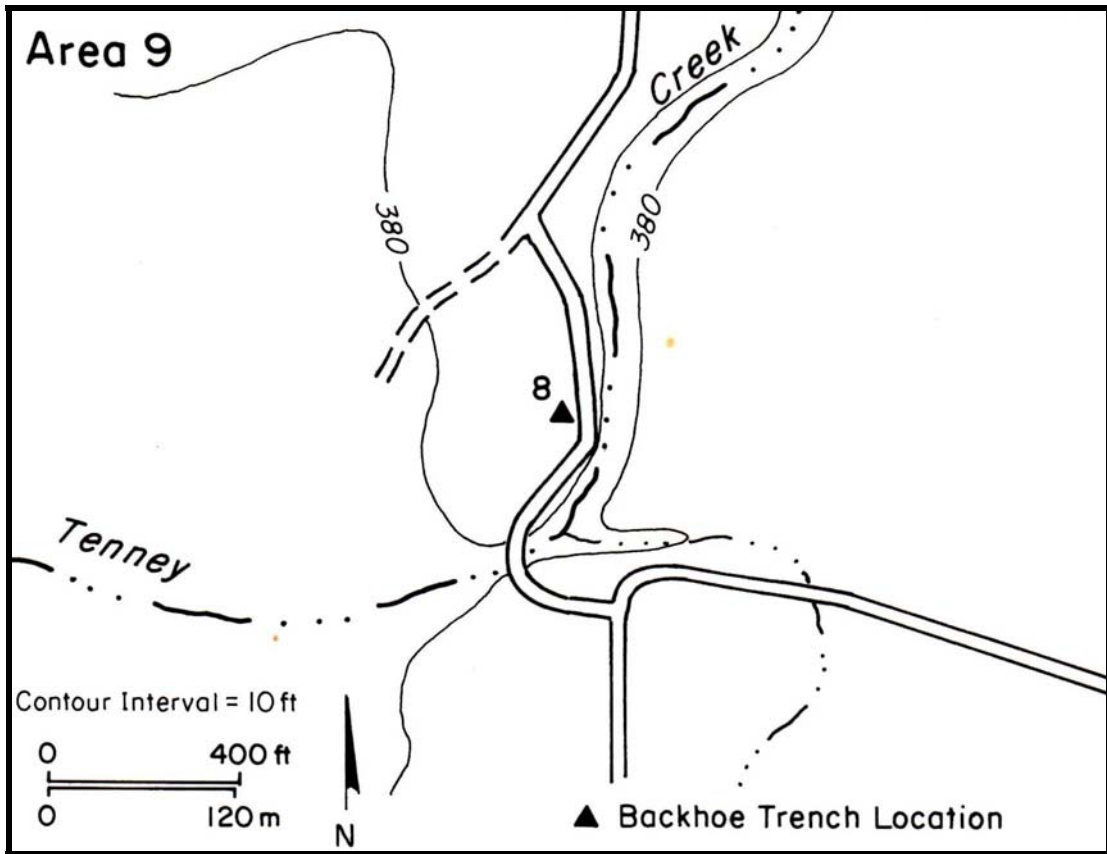 Area 9
Creek
380
380
8
Tenney
Contour Interval = 10 ft
0 400 ft
0 120 m
N
▲ Backhoe Trench Location